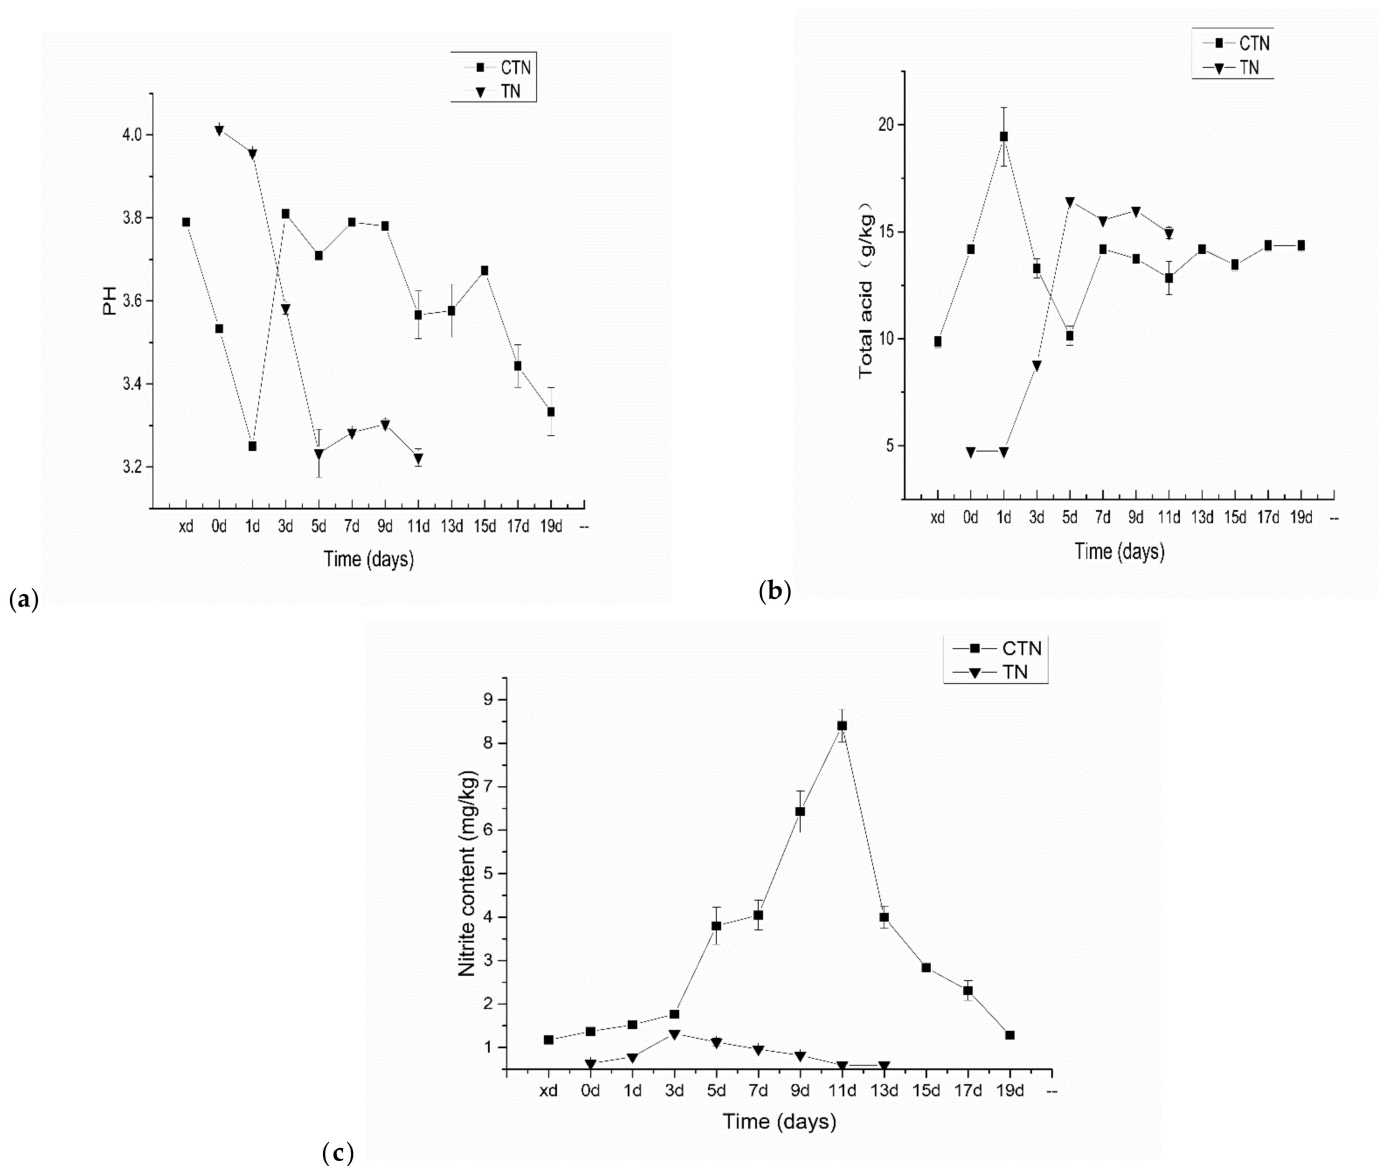 CTN
TN
4.0
3.8
3.6
3.4
3.2
PH
xd 0d 1d 3d 5d 7d 9d 11d 13d 15d 17d 19d --
Time (days)
(a)
CTN
TN
20
15
10
5
Total acid（g/kg）
xd 0d 1d 3d 5d 7d 9d 11d 13d 15d 17d 19d --
Time (days)
(b)
CTN
TN
9
8
7
6
5
4
3
2
1
Nitrite content (mg/kg)
xd 0d 1d 3d 5d 7d 9d 11d 13d 15d 17d 19d --
Time (days)
(c)